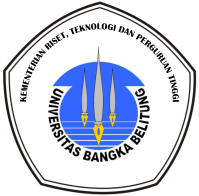 KEMENTERIAN RISET, TEKNOLOGI DAN PERGURUAN TINGGI
UNIVERSITAS BANGKA BELITUNG